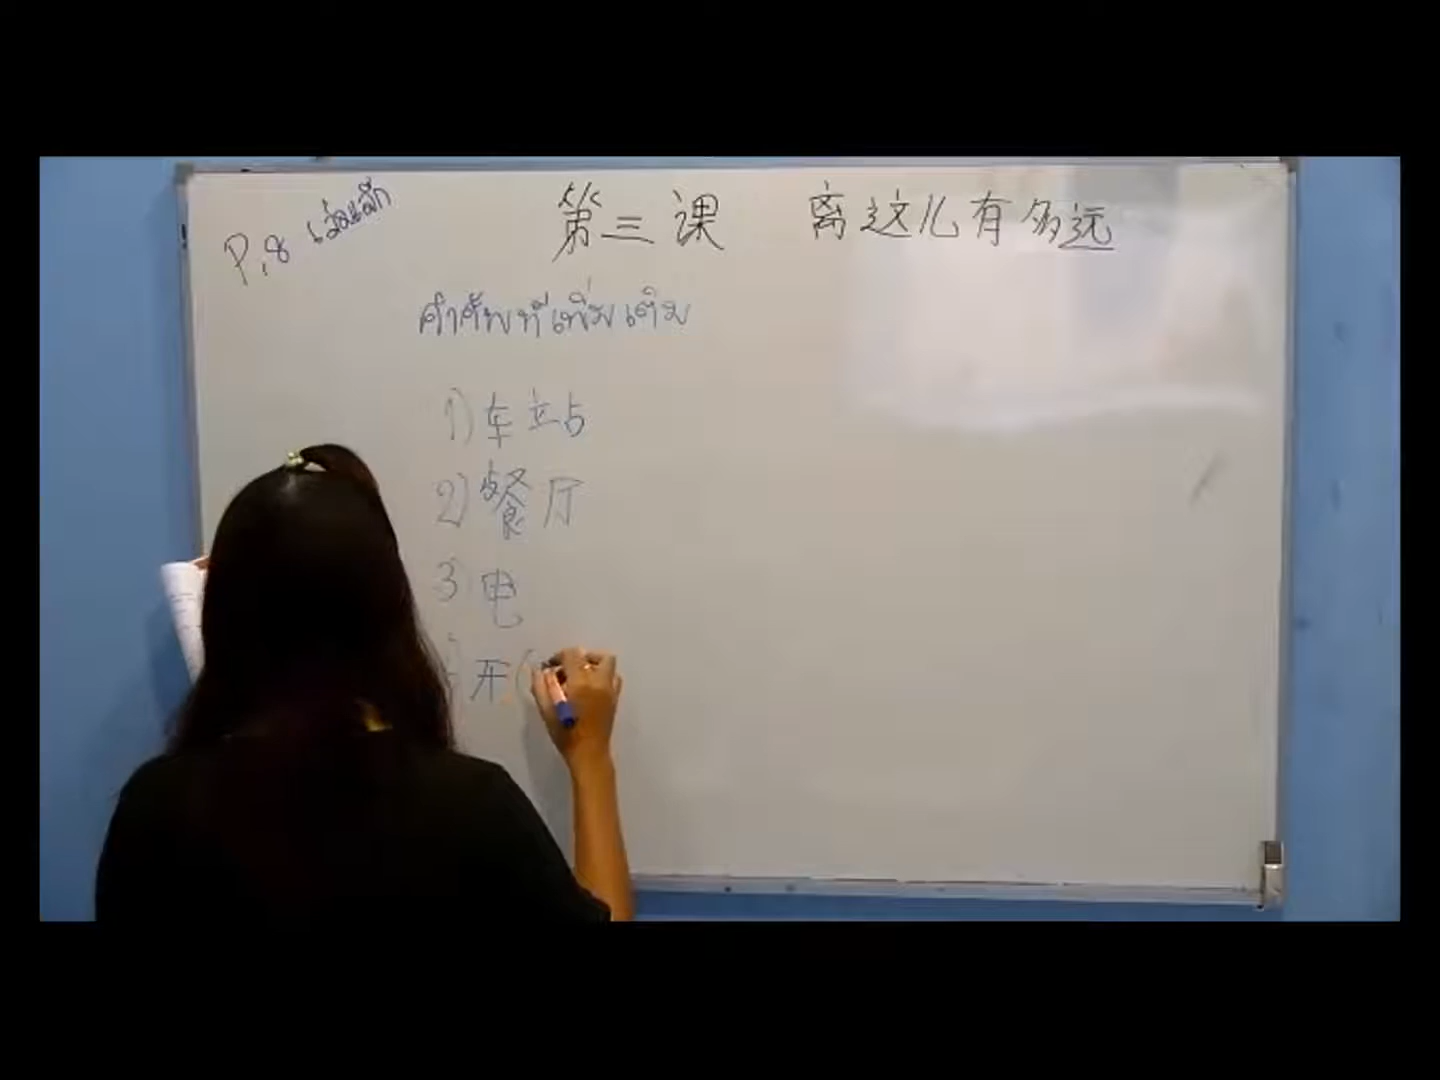 P.8 เล่มเล็ก
第三课 离这儿有多远
คำศัพท์เพิ่มเติม
1) 车站
2) 餐厅
3) 电
开(